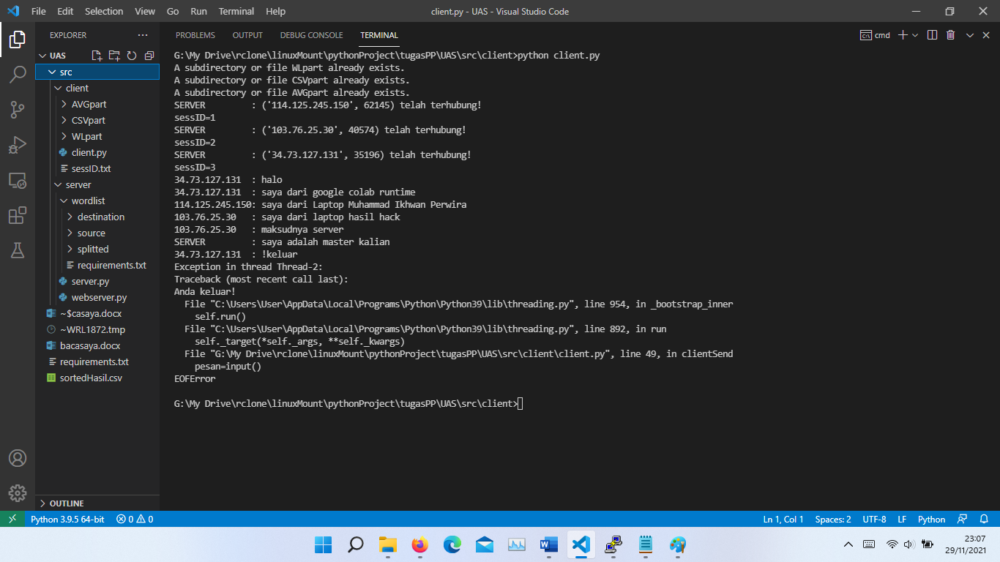 File Edit Selection View Go Run Terminal Help client.py - UAS - Visual Studio Code
EXPLORER ...
UAS
src
client
AVGpart
CSVpart
WLpart
client.py
sessID.txt
server
wordlist
destination
source
splitted
requirements.txt
server.py
webserver.py
~$casaya.docx
~WRL1872.tmp
bacasaya.docx
requirements.txt
sortedHasil.csv
OUTLINE
PROBLEMS OUTPUT DEBUG CONSOLE TERMINAL cmd
G:\My Drive\rclone\linuxMount\pythonProject\tugasPP\UAS\src\client>python client.py
A subdirectory or file WLpart already exists.
A subdirectory or file CSVpart already exists.
A subdirectory or file AVGpart already exists.
SERVER         : ('114.125.245.150', 62145) telah terhubung!
sessID=1
SERVER         : ('103.76.25.30', 40574) telah terhubung!
sessID=2
SERVER         : ('34.73.127.131', 35196) telah terhubung!
sessID=3
34.73.127.131  : halo
34.73.127.131  : saya dari google colab runtime
114.125.245.150: saya dari Laptop Muhammad Ikhwan Perwira
103.76.25.30   : saya dari laptop hasil hack
103.76.25.30   : maksudnya server
SERVER         : saya adalah master kalian
34.73.127.131  : !keluar
Exception in thread Thread-2:
Traceback (most recent call last):
Anda keluar!
  File "C:\Users\User\AppData\Local\Programs\Python\Python39\lib\threading.py", line 954, in _bootstrap_inner
    self.run()
  File "C:\Users\User\AppData\Local\Programs\Python\Python39\lib\threading.py", line 892, in run
    self._target(*self._args, **self._kwargs)
  File "G:\My Drive\rclone\linuxMount\pythonProject\tugasPP\UAS\src\client\client.py", line 49, in clientSend
    pesan=input()
EOFError
G:\My Drive\rclone\linuxMount\pythonProject\tugasPP\UAS\src\client>
Python 3.9.5 64-bit 0 0 Ln 1, Col 1 Spaces: 2 UTF-8 LF Python
23:07
29/11/2021